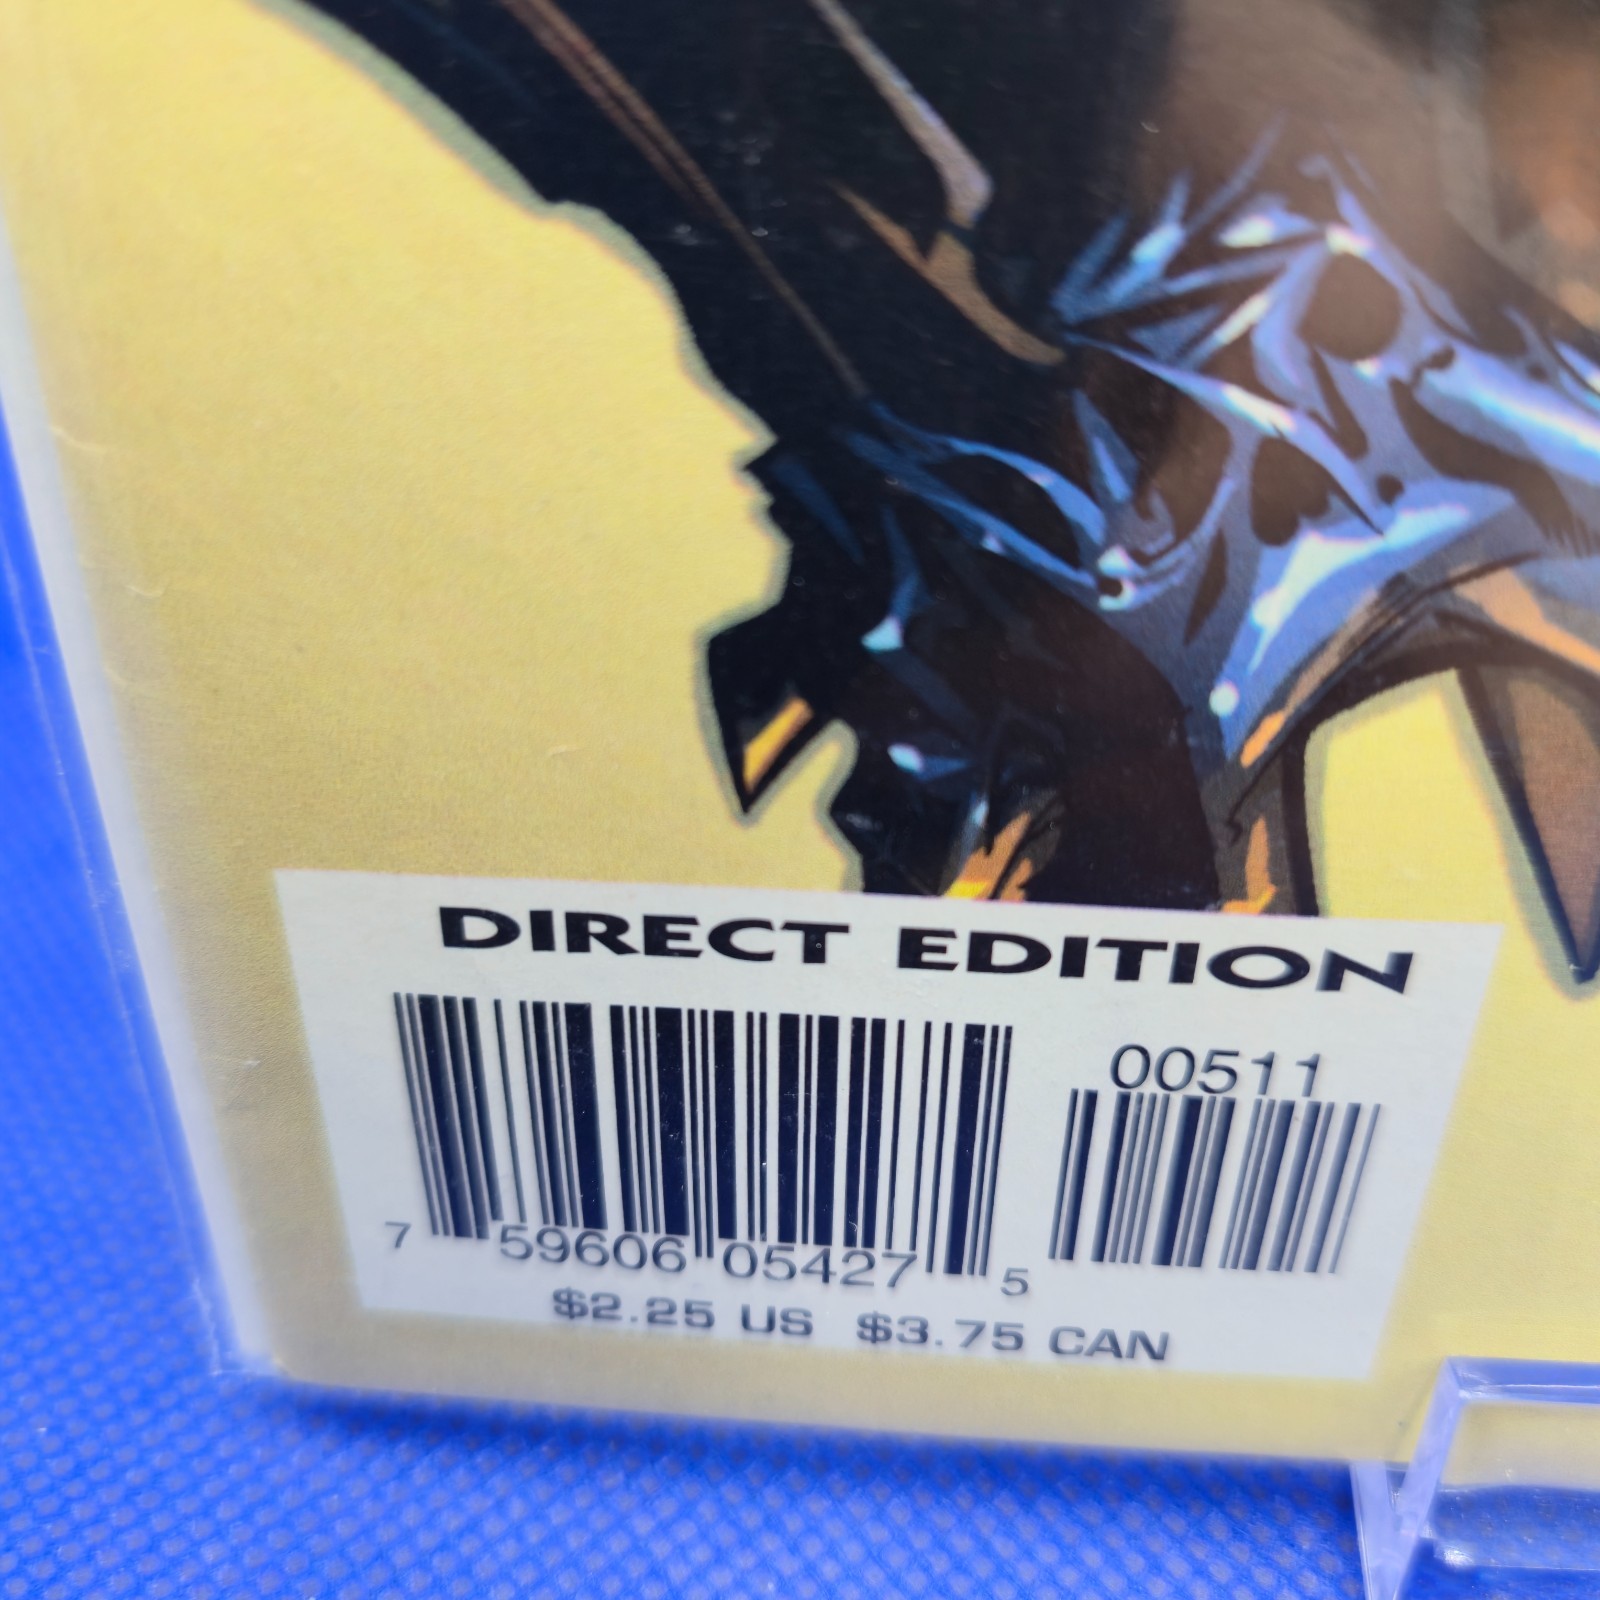 DIRECT EDITION
00511
7 59606 05427 5
$2.25 US $3.75 CAN